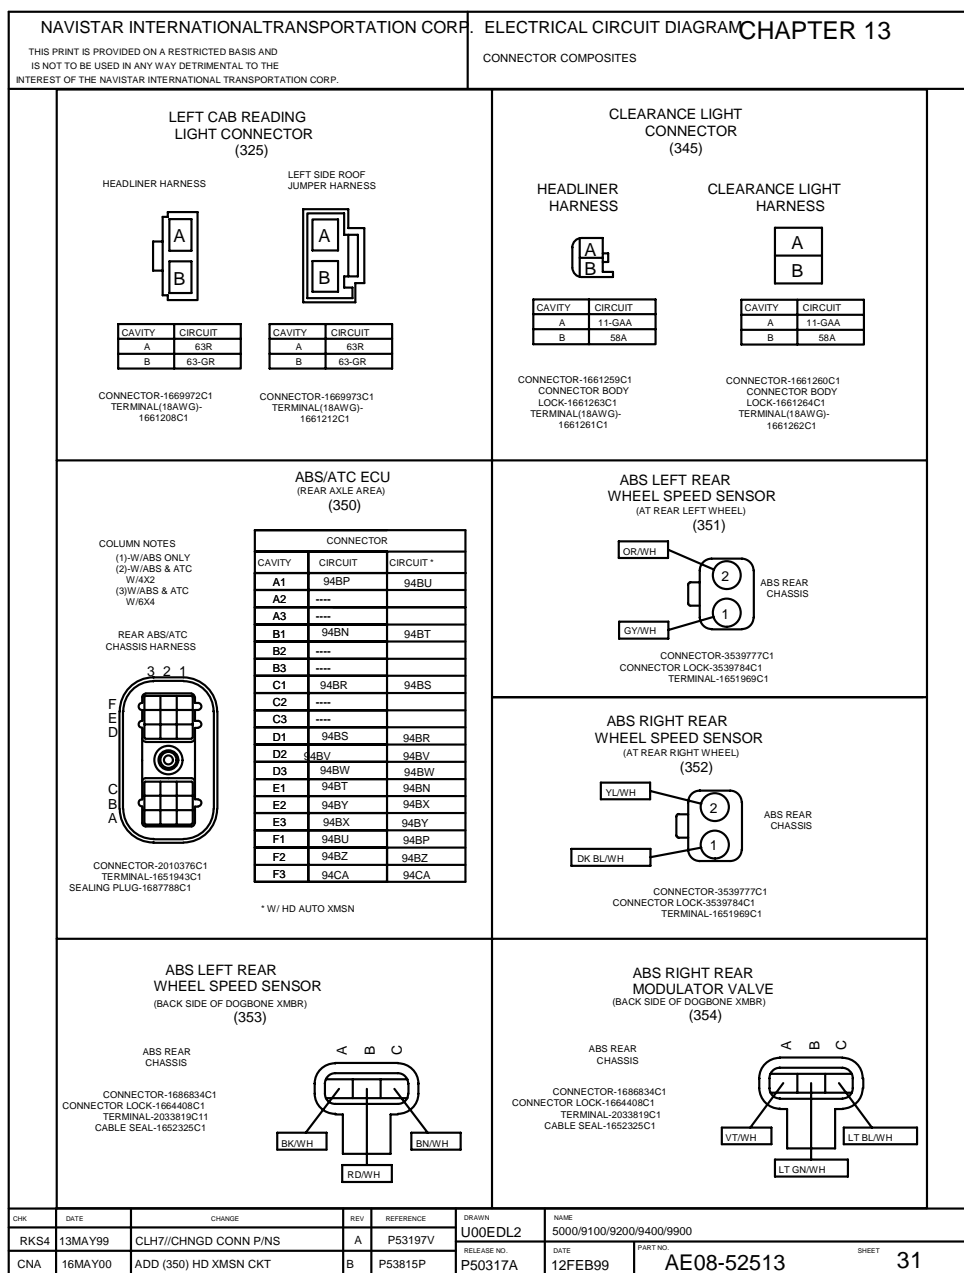 NAVISTAR INTERNATIONALTRANSPORTATION CORP.
THIS PRINT IS PROVIDED ON A RESTRICTED BASIS AND
IS NOT TO BE USED IN ANY WAY DETRIMENTAL TO THE
INTEREST OF THE NAVISTAR INTERNATIONAL TRANSPORTATION CORP.
ELECTRICAL CIRCUIT DIAGRAM CHAPTER 13
CONNECTOR COMPOSITES
LEFT CAB READING
LIGHT CONNECTOR
(325)
HEADLINER HARNESS
A
B
CAVITY CIRCUIT
A 63R
B 63-GR
CONNECTOR-1669972C1
TERMINAL(18AWG)-
1661208C1
LEFT SIDE ROOF
JUMPER HARNESS
A
B
CAVITY CIRCUIT
A 63R
B 63-GR
CONNECTOR-1669973C1
TERMINAL(18AWG)-
1661212C1
CLEARANCE LIGHT
CONNECTOR
(345)
HEADLINER
HARNESS
A
B
CAVITY CIRCUIT
A 11-GAA
B 58A
CONNECTOR-1661259C1
CONNECTOR BODY
LOCK-1661263C1
TERMINAL(18AWG)-
1661261C1
CLEARANCE LIGHT
HARNESS
A
B
CAVITY CIRCUIT
A 11-GAA
B 58A
CONNECTOR-1661260C1
CONNECTOR BODY
LOCK-1661264C1
TERMINAL(18AWG)-
1661262C1
ABS/ATC ECU
(REAR AXLE AREA)
(350)
COLUMN NOTES
(1)-W/ABS ONLY
(2)-W/ABS & ATC
W/4X2
(3)W/ABS & ATC
W/6X4
REAR ABS/ATC
CHASSIS HARNESS
3 2 1
F
E
D
C
B
A
CONNECTOR-2010376C1
TERMINAL-1651943C1
SEALING PLUG-1687788C1
CONNECTOR
CAVITY CIRCUIT CIRCUIT *
A1 94BP 94BU
A2 ----
A3 ----
B1 94BN 94BT
B2 ----
B3 ----
C1 94BR 94BS
C2 ----
C3 ----
D1 94BS 94BR
D2 94BV 94BV
D3 94BW 94BW
E1 94BT 94BN
E2 94BY 94BX
E3 94BX 94BY
F1 94BU 94BP
F2 94BZ 94BZ
F3 94CA 94CA
* W/ HD AUTO XMSN
ABS LEFT REAR
WHEEL SPEED SENSOR
(AT REAR LEFT WHEEL)
(351)
OR/WH
2
1
GY/WH
ABS REAR
CHASSIS
CONNECTOR-3539777C1
CONNECTOR LOCK-3539784C1
TERMINAL-1651969C1
ABS RIGHT REAR
WHEEL SPEED SENSOR
(AT REAR RIGHT WHEEL)
(352)
YL/WH
2
1
DK BL/WH
ABS REAR
CHASSIS
CONNECTOR-3539777C1
CONNECTOR LOCK-3539784C1
TERMINAL-1651969C1
ABS LEFT REAR
WHEEL SPEED SENSOR
(BACK SIDE OF DOGBONE XMBR)
(353)
ABS REAR
CHASSIS
A B C
CONNECTOR-1686834C1
CONNECTOR LOCK-1664408C1
TERMINAL-2033819C11
CABLE SEAL-1652325C1
BK/WH
BN/WH
RD/WH
ABS RIGHT REAR
MODULATOR VALVE
(BACK SIDE OF DOGBONE XMBR)
(354)
ABS REAR
CHASSIS
A B C
CONNECTOR-1686834C1
CONNECTOR LOCK-1664408C1
TERMINAL-2033819C1
CABLE SEAL-1652325C1
VT/WH
LT BL/WH
LT GN/WH
CHK DATE CHANGE REV REFERENCE
RKS4 13MAY99 CLH7//CHNGD CONN P/NS A P53197V
CNA 16MAY00 ADD (350) HD XMSN CKT B P53815P
DRAWN
U00EDL2
NAME
5000/9100/9200/9400/9900
RELEASE NO.
P50317A
DATE
12FEB99
PART NO.
AE08-52513
SHEET
31